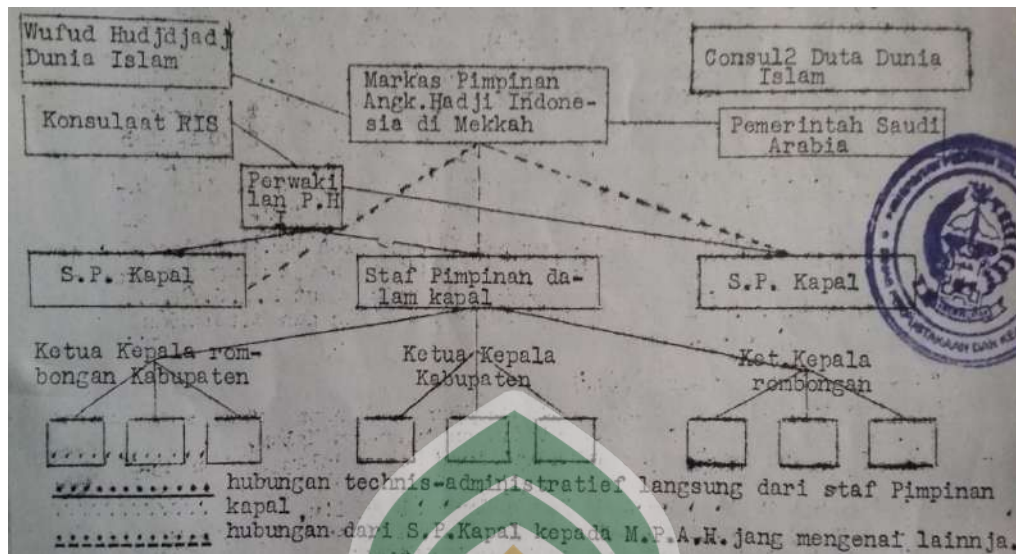 Wufud Hudjdjadj
Dunia Islam
Markas Pimpinan
Angk.Hadji Indone-
sia di Mekkah
Consul2 Duta Dunia
Islam
Konsulaat RIS
Pemerintah Saudi
Arabia
Perwaki
lan P.H
I
S.P. Kapal
Staf Pimpinan da-
lam kapal
S.P. Kapal
Ketua Kepala rom-
bongan Kabupaten
Ketua Kepala
Kabupaten
Ket.Kepala
rombongan
hubungan technis-administratief langsung dari staf Pimpinan
kapal
hubungan dari S.P.Kapal kepada M.P.A.H.jang mengenai lainnja.